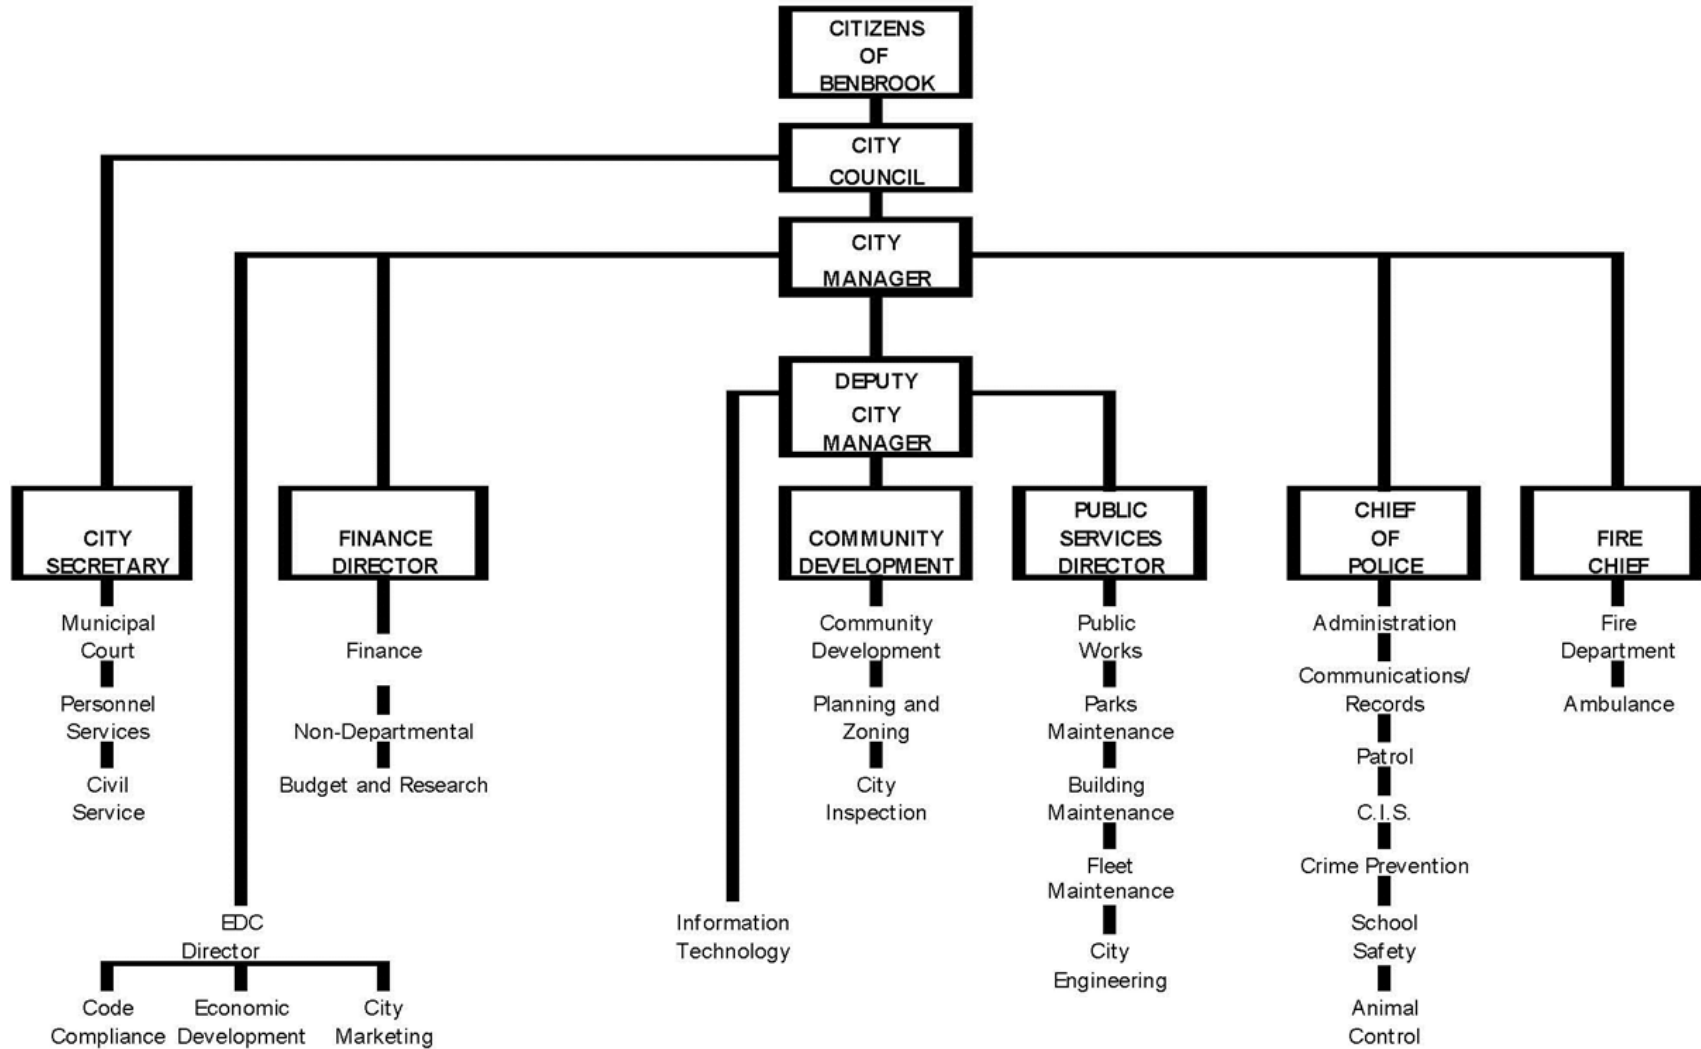 CITIZENS
OF
BENBROOK
CITY
COUNCIL
CITY
MANAGER
DEPUTY
CITY
MANAGER
CITY
SECRETARY
Municipal
Court
Personnel
Services
Civil
Service
FINANCE
DIRECTOR
Finance
Non-Departmental
Budget and Research
EDC
Director
Code
Compliance
Economic
Development
City
Marketing
Information
Technology
COMMUNITY
DEVELOPMENT
Community
Development
Planning and
Zoning
City
Inspection
PUBLIC
SERVICES
DIRECTOR
Public
Works
Parks
Maintenance
Building
Maintenance
Fleet
Maintenance
City
Engineering
CHIEF
OF
POLICE
Administration
Communications/
Records
Patrol
C.I.S.
Crime Prevention
School
Safety
Animal
Control
FIRE
CHIEF
Fire
Department
Ambulance